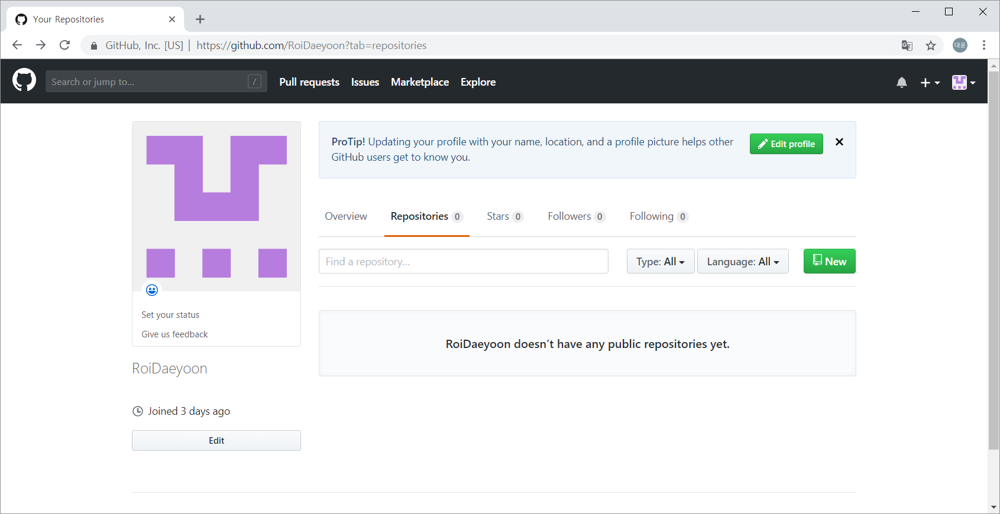 Your Repositories
GitHub, Inc. [US] | https://github.com/RoiDaeyoon?tab=repositories
대윤
Search or jump to... /
Pull requests Issues Marketplace Explore
ProTip! Updating your profile with your name, location, and a profile picture helps other
GitHub users get to know you.
Edit profile
Overview Repositories 0 Stars 0 Followers 0 Following 0
Find a repository...
Type: All
Language: All
New
Set your status
Give us feedback
RoiDaeyoon doesn’t have any public repositories yet.
RoiDaeyoon
Joined 3 days ago
Edit